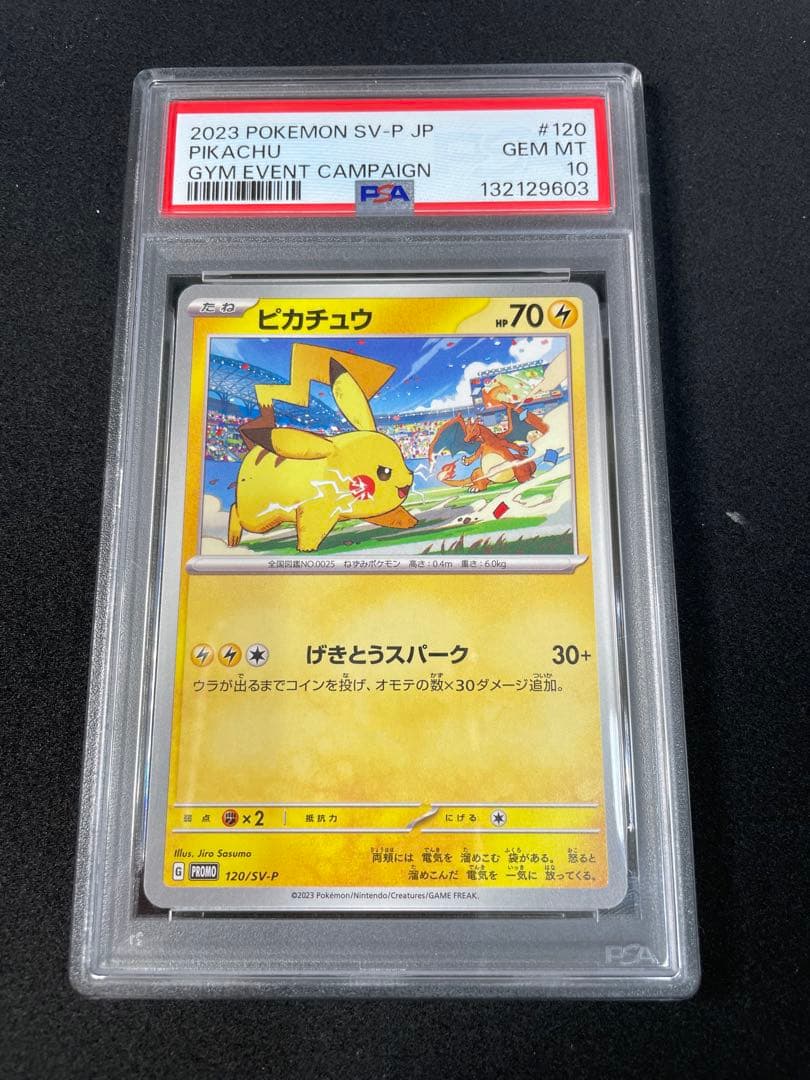 2023 POKEMON SV-P JP #120
PIKACHU GEM MT
GYM EVENT CAMPAIGN 10
PSA 132129603
たね ピカチュウ HP70
全国図鑑NO.0025 ねずみポケモン 高さ:0.4m 重さ:6.0kg
げきとうスパーク 30+
ウラが出るまでコインを投げ、オモテの数×30ダメージ追加。
弱点 ×2 抵抗力 にげる
Illus. Jiro Sasumo
両頬には 電気を 溜めこむ 袋がある。 怒ると
溜めこんだ 電気を 一気に 放ってくる。
G PROMO 120/SV-P
©2023 Pokémon/Nintendo/Creatures/GAME FREAK.
PSA